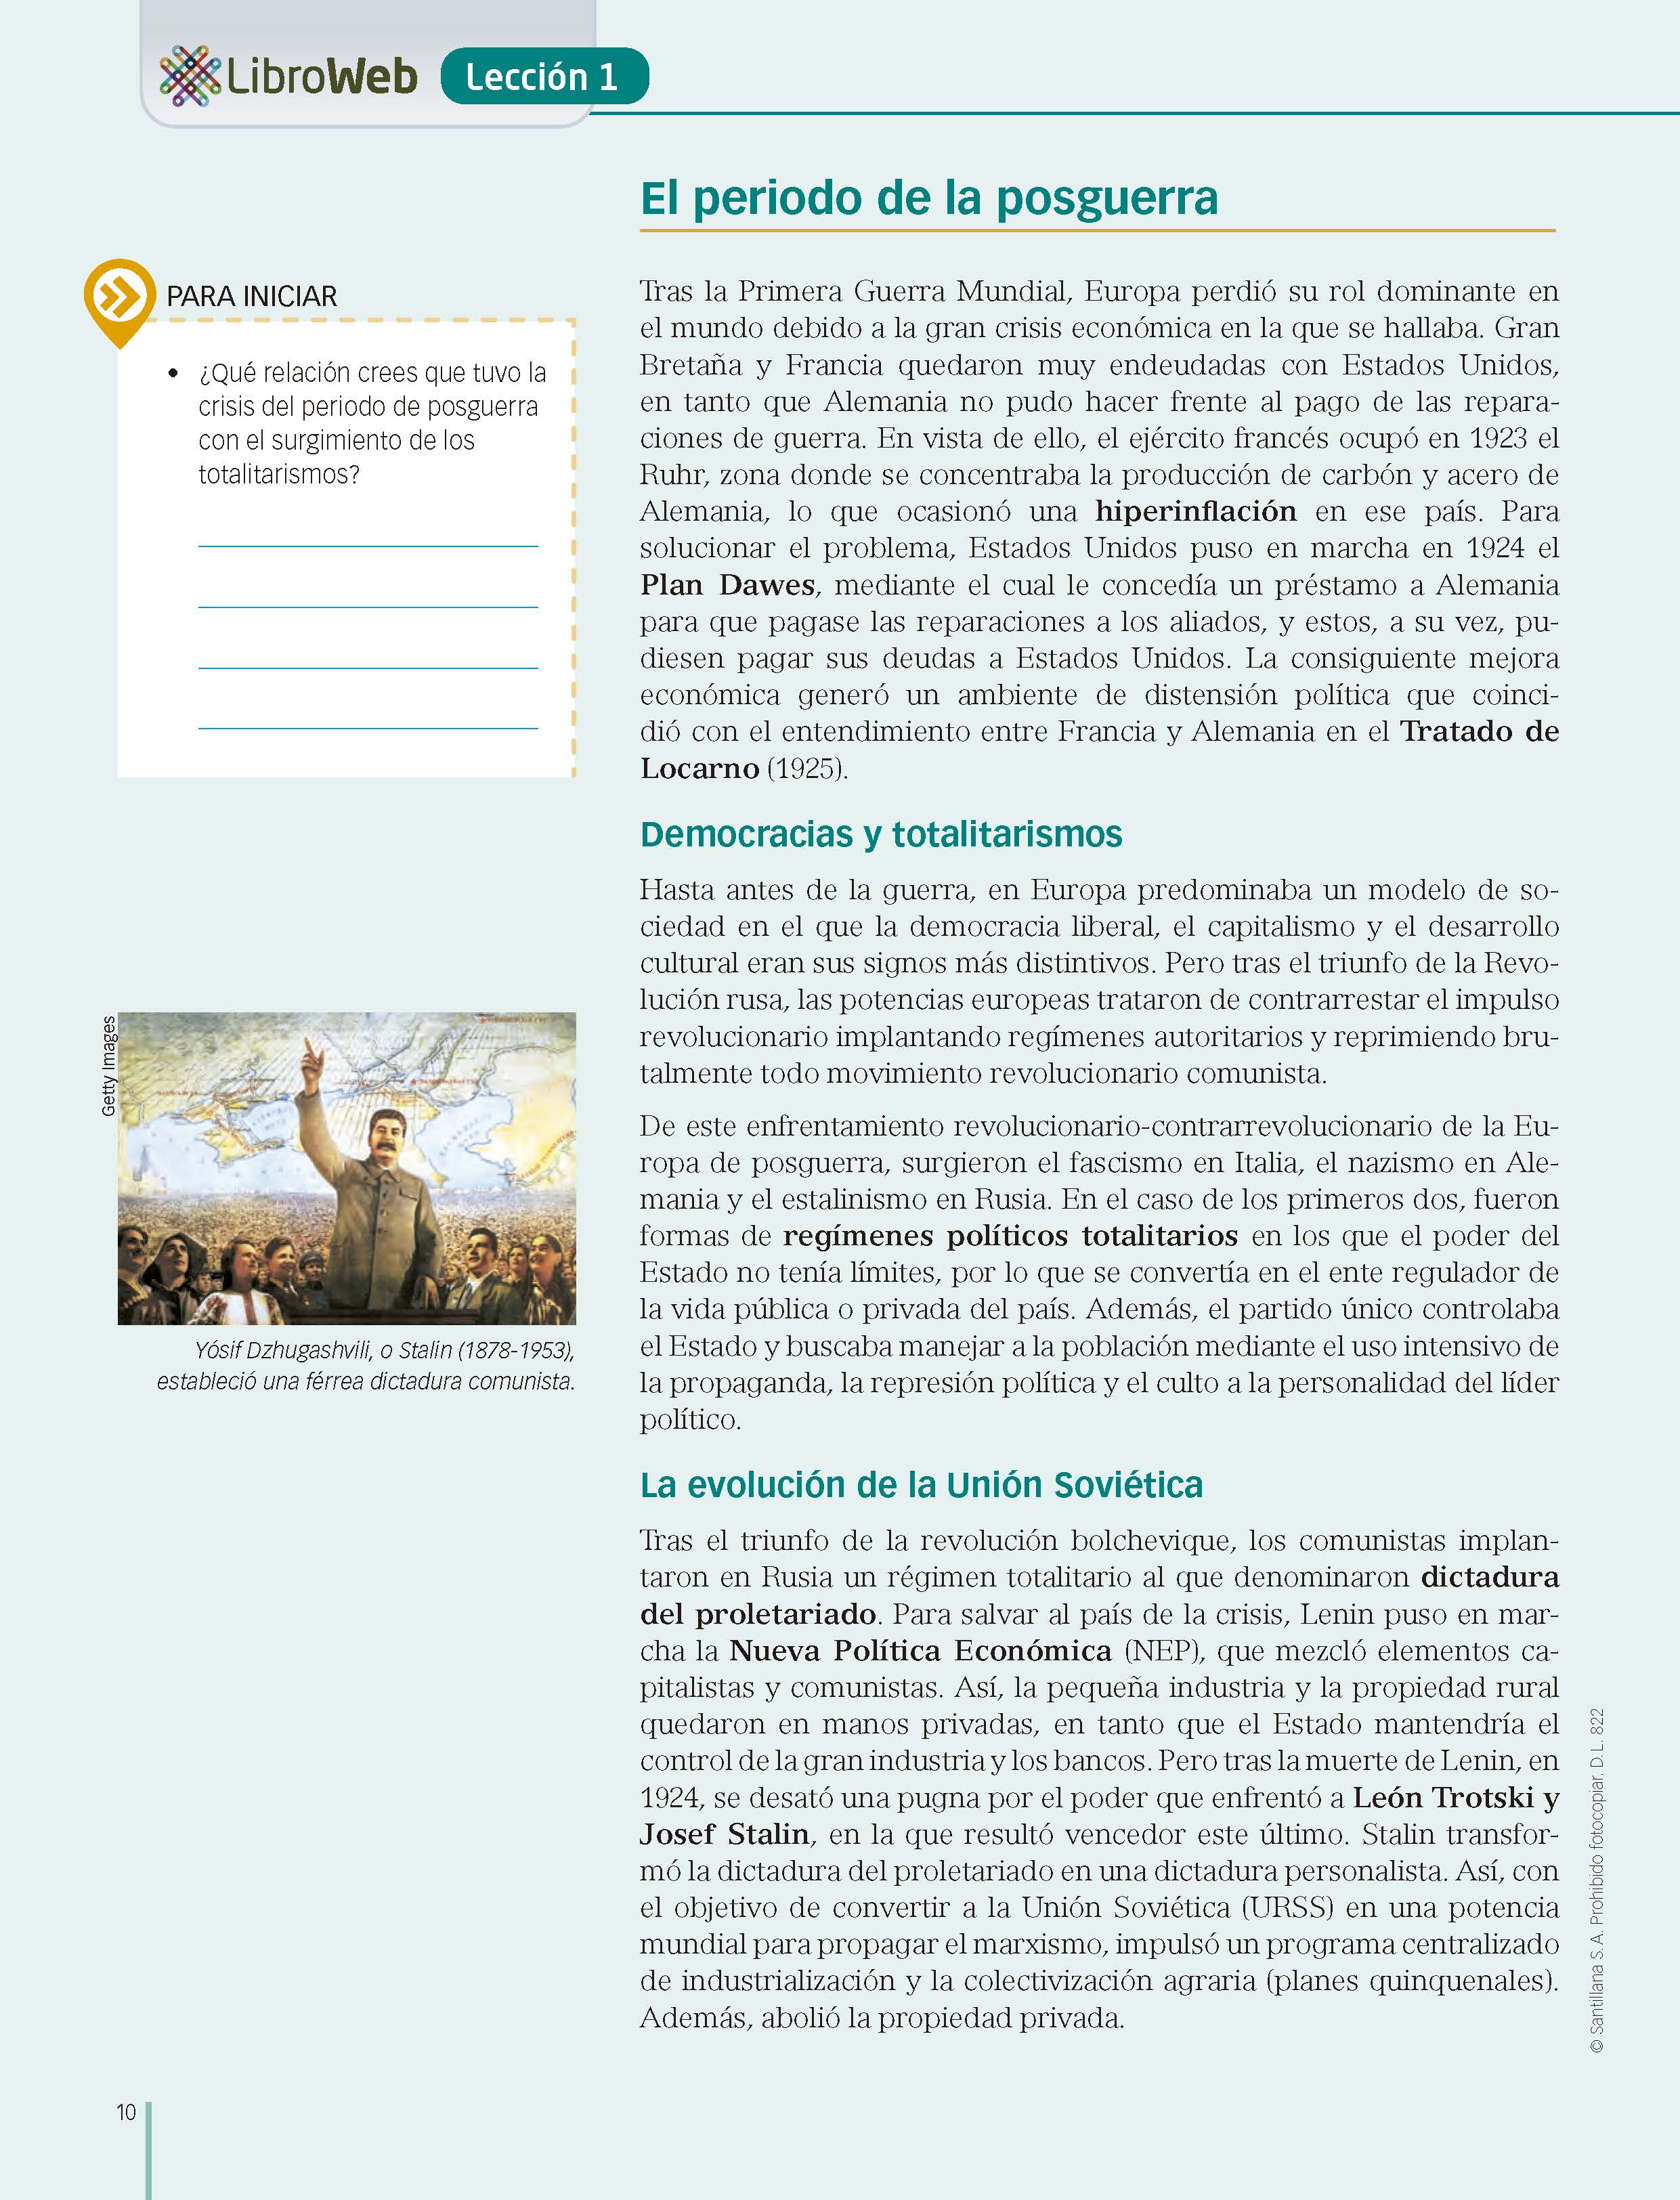 LibroWeb Lección 1
El periodo de la posguerra
PARA INICIAR
• ¿Qué relación crees que tuvo la
crisis del periodo de posguerra
con el surgimiento de los
totalitarismos?
Tras la Primera Guerra Mundial, Europa perdió su rol dominante en
el mundo debido a la gran crisis económica en la que se hallaba. Gran
Bretaña y Francia quedaron muy endeudadas con Estados Unidos,
en tanto que Alemania no pudo hacer frente al pago de las repara-
ciones de guerra. En vista de ello, el ejército francés ocupó en 1923 el
Ruhr, zona donde se concentraba la producción de carbón y acero de
Alemania, lo que ocasionó una hiperinflación en ese país. Para
solucionar el problema, Estados Unidos puso en marcha en 1924 el
Plan Dawes, mediante el cual le concedía un préstamo a Alemania
para que pagase las reparaciones a los aliados, y estos, a su vez, pu-
diesen pagar sus deudas a Estados Unidos. La consiguiente mejora
económica generó un ambiente de distensión política que coinci-
dió con el entendimiento entre Francia y Alemania en el Tratado de
Locarno (1925).
Democracias y totalitarismos
Hasta antes de la guerra, en Europa predominaba un modelo de so-
ciedad en el que la democracia liberal, el capitalismo y el desarrollo
cultural eran sus signos más distintivos. Pero tras el triunfo de la Revo-
lución rusa, las potencias europeas trataron de contrarrestar el impulso
revolucionario implantando regímenes autoritarios y reprimiendo bru-
talmente todo movimiento revolucionario comunista.
De este enfrentamiento revolucionario-contrarrevolucionario de la Eu-
ropa de posguerra, surgieron el fascismo en Italia, el nazismo en Ale-
mania y el estalinismo en Rusia. En el caso de los primeros dos, fueron
formas de regímenes políticos totalitarios en los que el poder del
Estado no tenía límites, por lo que se convertía en el ente regulador de
la vida pública o privada del país. Además, el partido único controlaba
el Estado y buscaba manejar a la población mediante el uso intensivo de
la propaganda, la represión política y el culto a la personalidad del líder
político.
Getty Images
Yósif Dzhugashvili, o Stalin (1878-1953),
estableció una férrea dictadura comunista.
La evolución de la Unión Soviética
Tras el triunfo de la revolución bolchevique, los comunistas implan-
taron en Rusia un régimen totalitario al que denominaron dictadura
del proletariado. Para salvar al país de la crisis, Lenin puso en mar-
cha la Nueva Política Económica (NEP), que mezcló elementos ca-
pitalistas y comunistas. Así, la pequeña industria y la propiedad rural
quedaron en manos privadas, en tanto que el Estado mantendría el
control de la gran industria y los bancos. Pero tras la muerte de Lenin, en
1924, se desató una pugna por el poder que enfrentó a León Trotski y
Josef Stalin, en la que resultó vencedor este último. Stalin transfor-
mó la dictadura del proletariado en una dictadura personalista. Así, con
el objetivo de convertir a la Unión Soviética (URSS) en una potencia
mundial para propagar el marxismo, impulsó un programa centralizado
de industrialización y la colectivización agraria (planes quinquenales).
Además, abolió la propiedad privada.
© Santillana S.A. Prohibido fotocopiar. D.L. 822
10